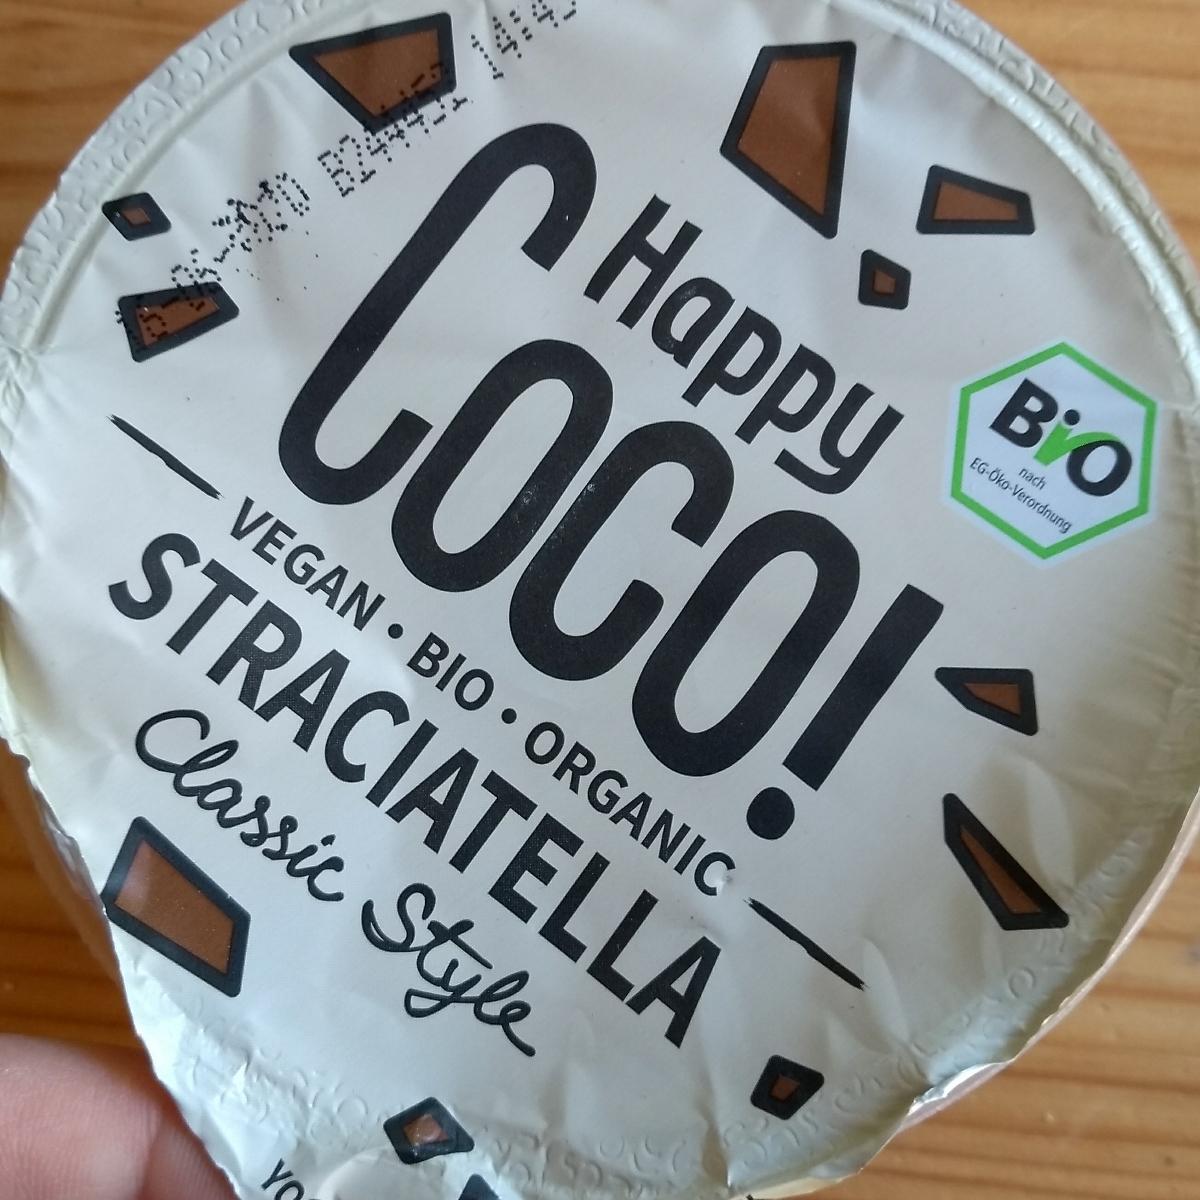 Happy
COCO!
VEGAN • BIO • ORGANIC
STRACIATELLA
Classic Style
BiO
nach
EG-Öko-Verordnung